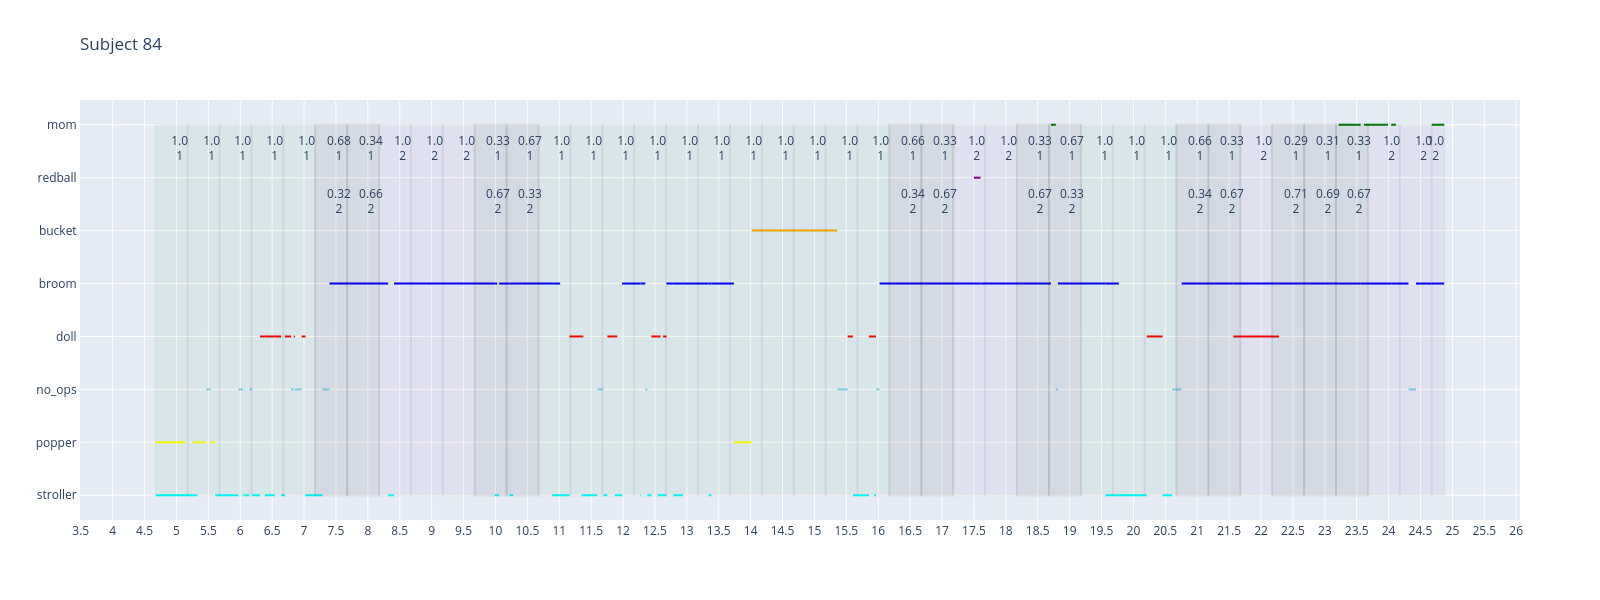 Subject 84
mom
1.0 1.0 1.0 1.0 1.0 0.68 0.34 1.0 1.0 1.0 0.33 0.67 1.0 1.0 1.0 1.0 1.0 1.0 1.0 1.0 1.0 1.0 1.0 0.66 0.33 1.0 1.0 0.33 0.67 1.0 1.0 1.0 0.66 0.33 1.0 0.29 0.31 0.33 1.0 1.0 1.0
1 1 1 1 1 1 1 2 2 2 1 1 1 1 1 1 1 1 1 1 1 1 1 1 1 2 2 1 1 1 1 1 1 1 2 1 1 1 2 2 2
redball
0.32 0.66 0.67 0.33 0.34 0.67 0.67 0.33 0.34 0.67 0.71 0.69 0.67
2 2 2 2 2 2 2 2 2 2 2 2 2
bucket
broom
doll
no_ops
popper
stroller
3.5 4 4.5 5 5.5 6 6.5 7 7.5 8 8.5 9 9.5 10 10.5 11 11.5 12 12.5 13 13.5 14 14.5 15 15.5 16 16.5 17 17.5 18 18.5 19 19.5 20 20.5 21 21.5 22 22.5 23 23.5 24 24.5 25 25.5 26